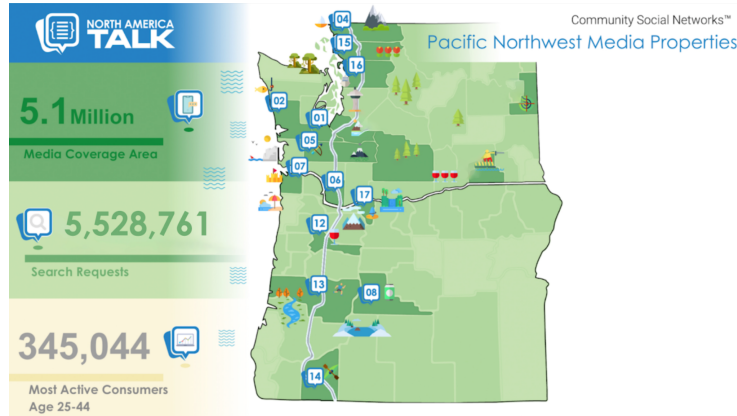 NORTH AMERICA
TALK
Community Social Networks™
Pacific Northwest Media Properties
5.1 Million
Media Coverage Area
5,528,761
Search Requests
345,044
Most Active Consumers
Age 25-44
04
15
16
02
01
05
07
06
17
12
13
08
14